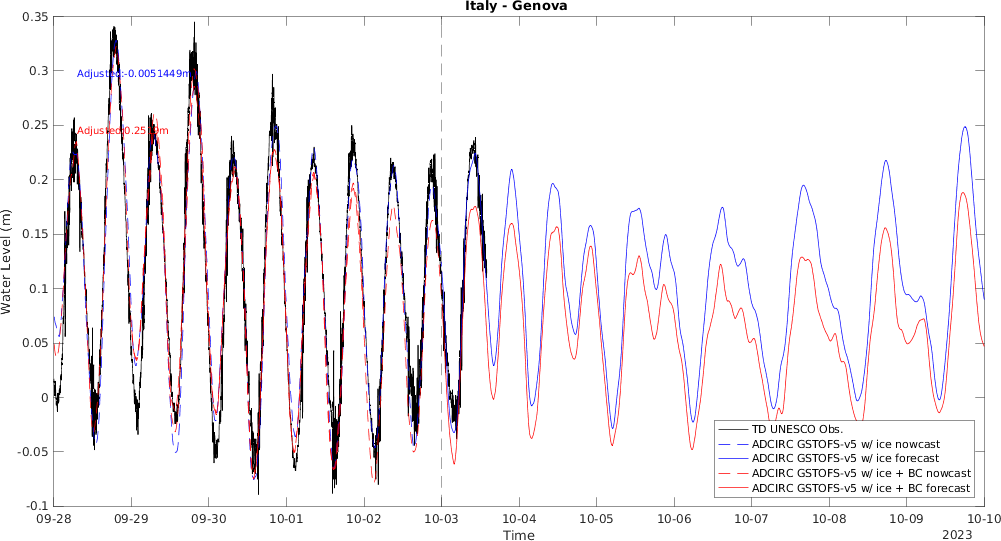 Italy - Genova
0.35
0.3
0.25
0.2
0.15
0.1
0.05
0
-0.05
-0.1
Water Level (m)
Adjusted:-0.0051449m
09-28 09-29 09-30 10-01 10-02 10-03 10-04 10-05 10-06 10-07 10-08 10-09 10-10
Time
2023
TD UNESCO Obs.
ADCIRC GSTOFS-v5 w/ ice nowcast
ADCIRC GSTOFS-v5 w/ ice forecast
ADCIRC GSTOFS-v5 w/ ice + BC nowcast
ADCIRC GSTOFS-v5 w/ ice + BC forecast